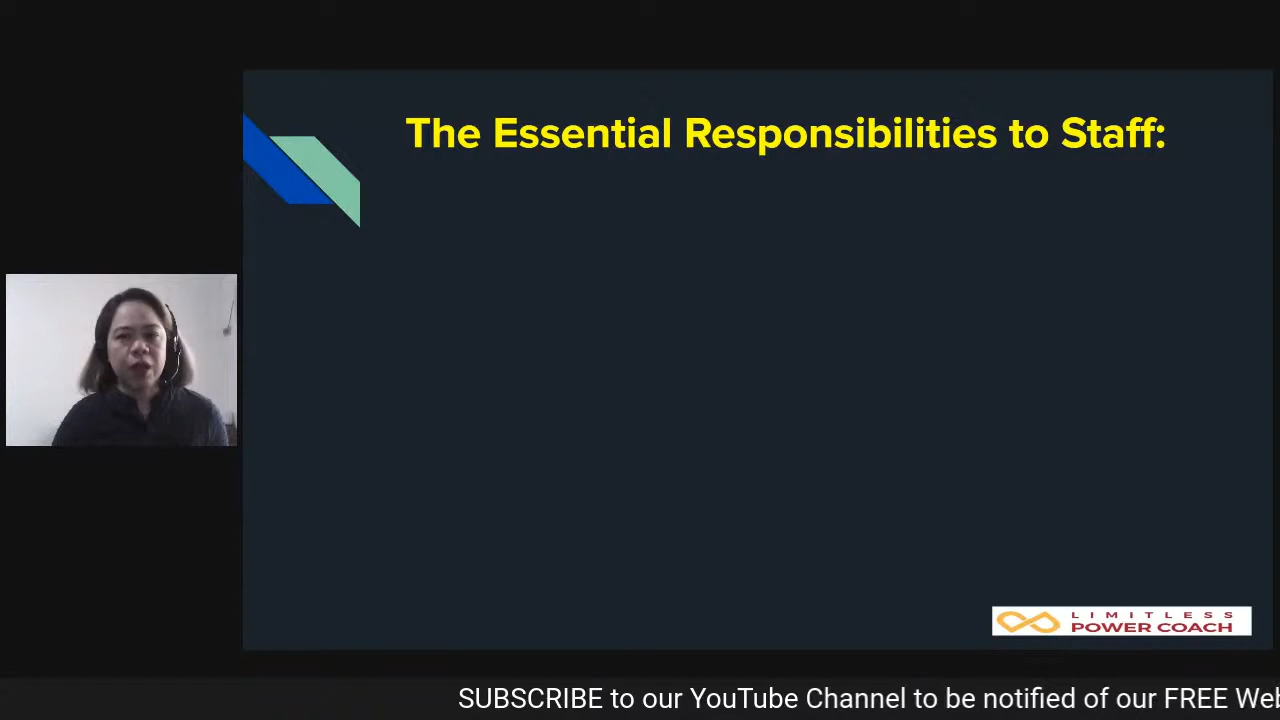 The Essential Responsibilities to Staff:
LIMITLESS
POWER COACH
SUBSCRIBE to our YouTube Channel to be notified of our FREE Web